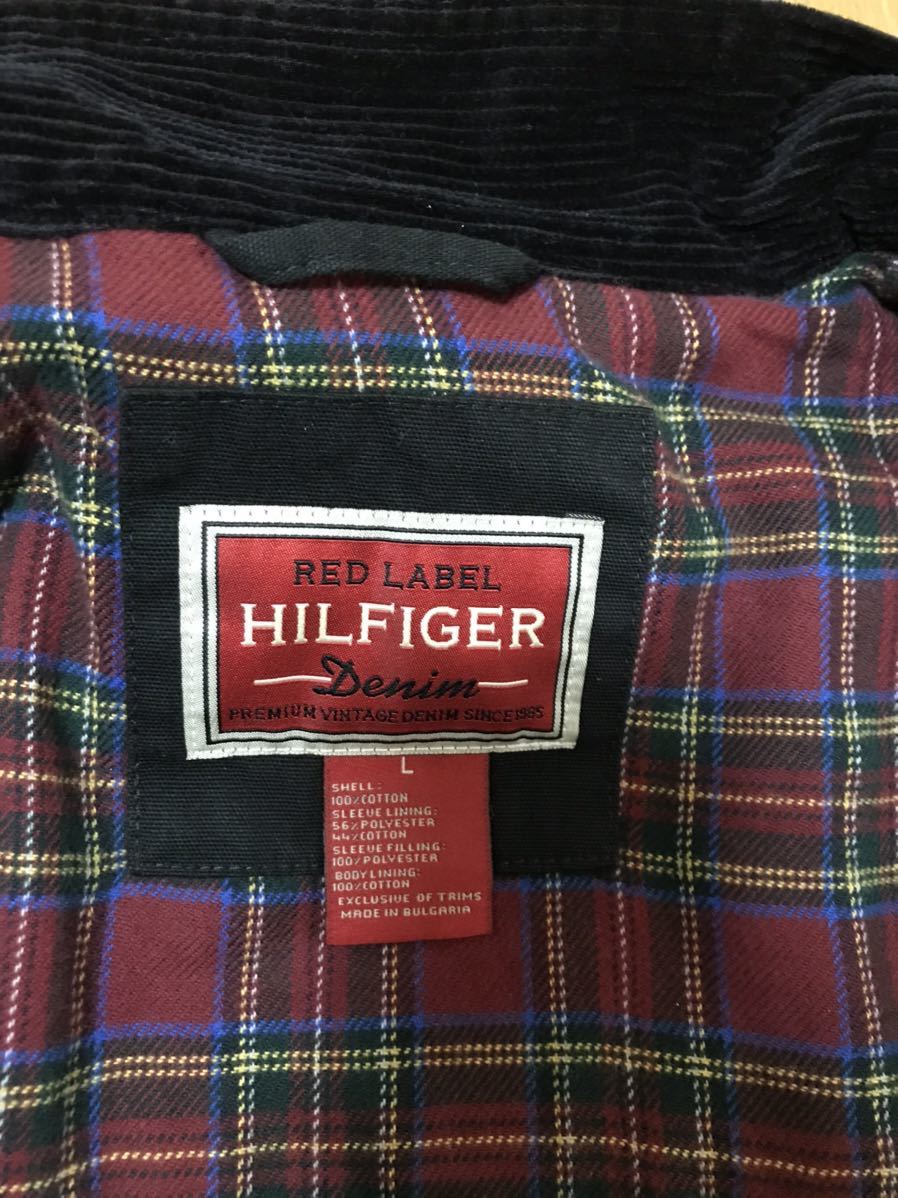 RED LABEL
HILFIGER
Denim
PREMIUM VINTAGE DENIM SINCE 1985
L
SHELL:
100%COTTON
SLEEVE LINING:
56%POLYESTER
44%COTTON
SLEEVE FILLING:
100%POLYESTER
BODY LINING:
100%COTTON
EXCLUSIVE OF TRIMS
MADE IN BULGARIA